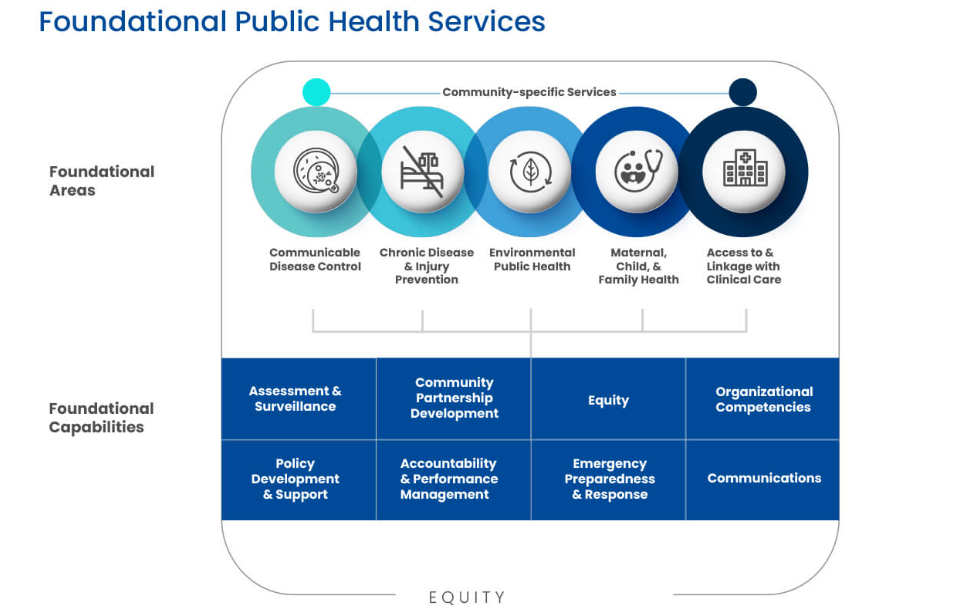 Foundational Public Health Services
Community-specific Services
Foundational
Areas
Communicable
Disease Control
Chronic Disease
& Injury
Prevention
Environmental
Public Health
Maternal,
Child, &
Family Health
Access to &
Linkage with
Clinical Care
Foundational
Capabilities
Assessment &
Surveillance
Community
Partnership
Development
Equity
Organizational
Competencies
Policy
Development
& Support
Accountability
& Performance
Management
Emergency
Preparedness
& Response
Communications
EQUITY